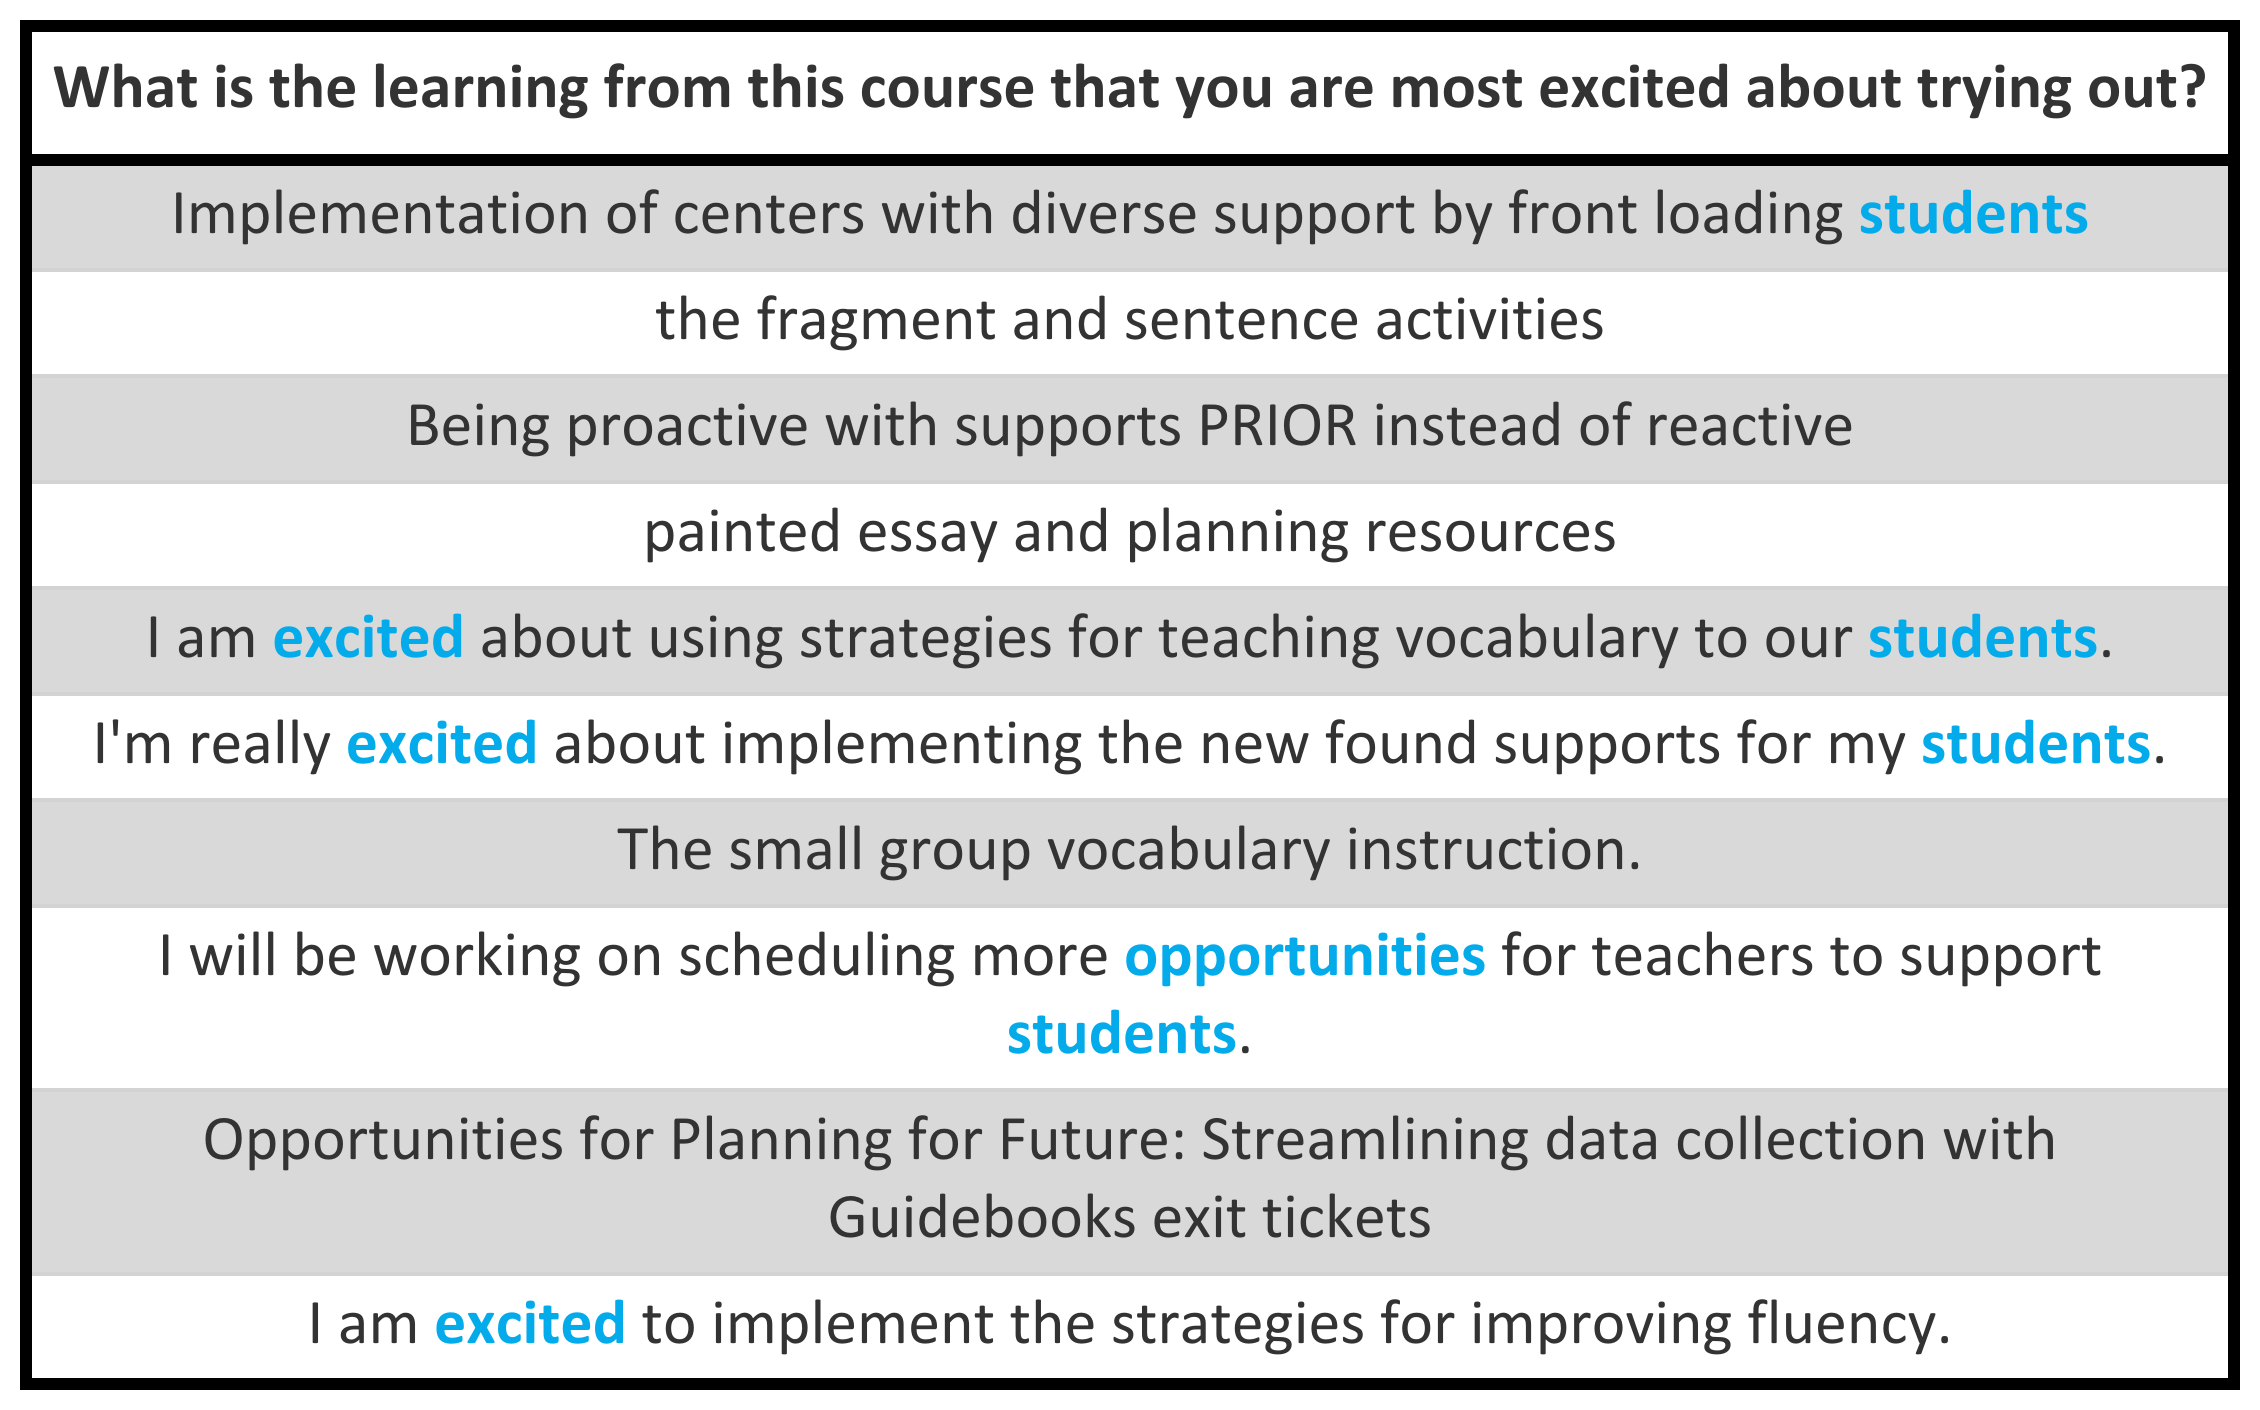 What is the learning from this course that you are most excited about trying out?
Implementation of centers with diverse support by front loading students
the fragment and sentence activities
Being proactive with supports PRIOR instead of reactive
painted essay and planning resources
I am excited about using strategies for teaching vocabulary to our students.
I'm really excited about implementing the new found supports for my students.
The small group vocabulary instruction.
I will be working on scheduling more opportunities for teachers to support
students.
Opportunities for Planning for Future: Streamlining data collection with
Guidebooks exit tickets
I am excited to implement the strategies for improving fluency.